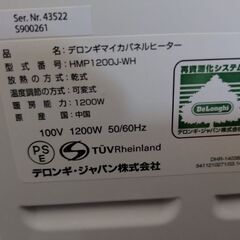 Ser. Nr. 43522
S900261
品　名：デロンギマイカパネルヒーター
型 式 番 号：HMP1200J-WH
放 熱 の 方 式：乾式
温度調節の方式：可変式
暖 房 能 力：1200W
原 産 国：中国
100V 1200W 50/60Hz
PS
E
TÜVRheinland
デロンギ・ジャパン株式会社
再資源化システム
DeLonghi
デロンギ・ジャパン株式